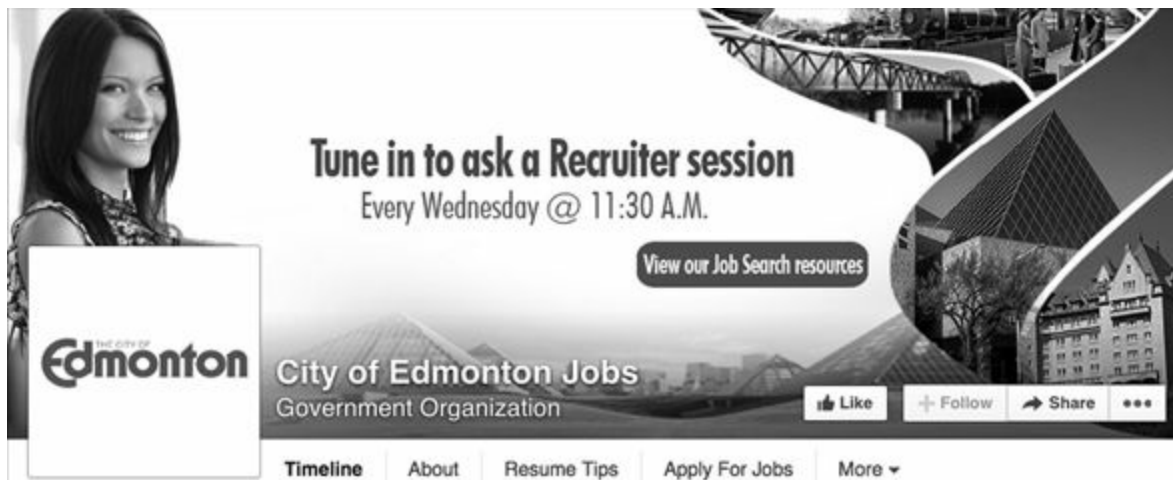 Tune in to ask a Recruiter session
Every Wednesday @ 11:30 A.M.
View our Job Search resources
THE CITY OF
Edmonton
City of Edmonton Jobs
Government Organization
Like
Follow
Share
Timeline
About
Resume Tips
Apply For Jobs
More